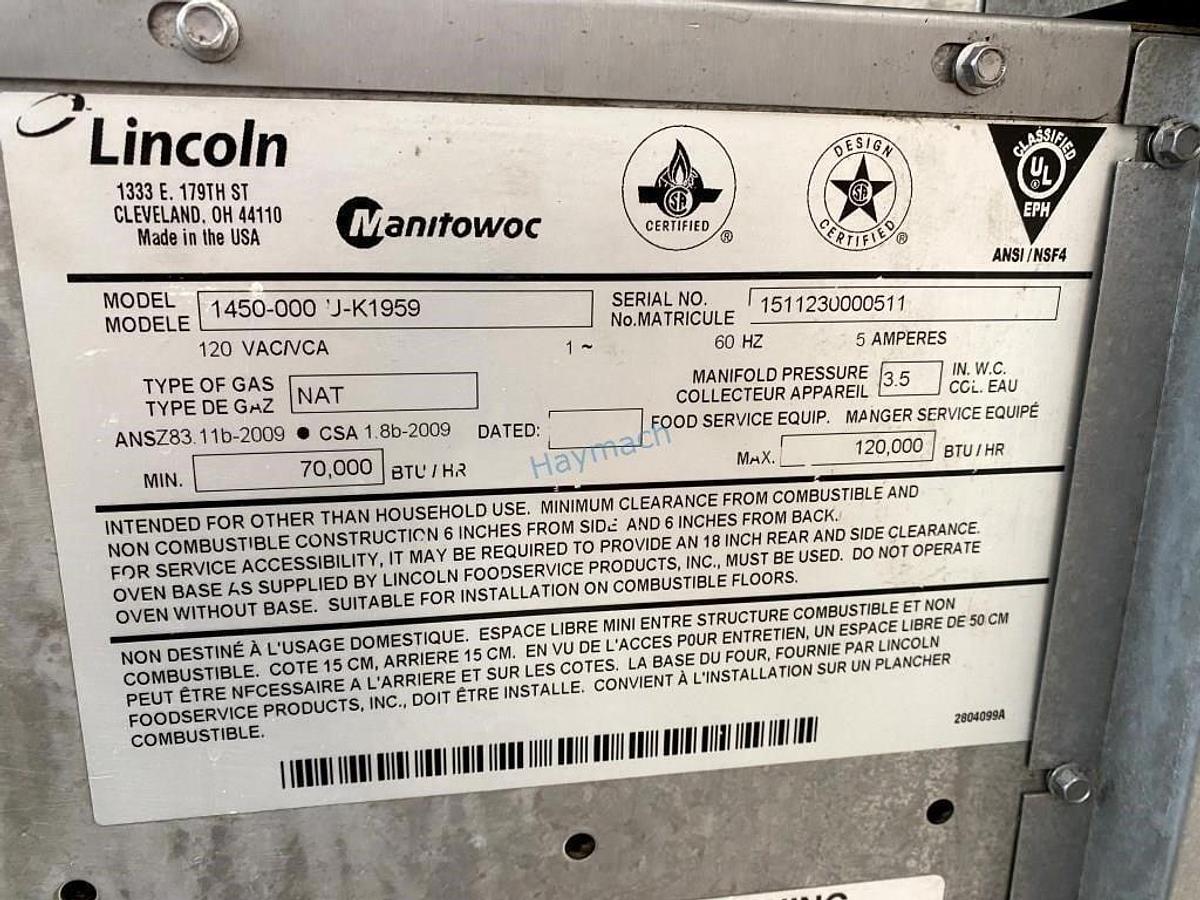 Lincoln
1333 E. 179TH ST
CLEVELAND, OH 44110
Made in the USA
Manitowoc
CERTIFIED ®
DESIGN CERTIFIED ®
CLASSIFIED
UL ®
EPH
ANSI / NSF4
MODEL
MODELE
1450-000 U-K1959
SERIAL NO.
No.MATRICULE
1511230000511
120 VAC/VCA 1 ~ 60 HZ 5 AMPERES
TYPE OF GAS
TYPE DE GAZ
NAT
MANIFOLD PRESSURE
COLLECTEUR APPAREIL
3.5
IN. W.C.
COL. EAU
ANSZ83.11b-2009 ● CSA 1.8b-2009 DATED: FOOD SERVICE EQUIP. MANGER SERVICE EQUIPÉ
MIN. 70,000 BTU / HR
Haymach
MAX. 120,000 BTU / HR
INTENDED FOR OTHER THAN HOUSEHOLD USE. MINIMUM CLEARANCE FROM COMBUSTIBLE AND
NON COMBUSTIBLE CONSTRUCTION 6 INCHES FROM SIDE AND 6 INCHES FROM BACK.
FOR SERVICE ACCESSIBILITY, IT MAY BE REQUIRED TO PROVIDE AN 18 INCH REAR AND SIDE CLEARANCE.
OVEN BASE AS SUPPLIED BY LINCOLN FOODSERVICE PRODUCTS, INC., MUST BE USED. DO NOT OPERATE
OVEN WITHOUT BASE. SUITABLE FOR INSTALLATION ON COMBUSTIBLE FLOORS.
NON DESTINÉ À L'USAGE DOMESTIQUE. ESPACE LIBRE MINI ENTRE STRUCTURE COMBUSTIBLE ET NON
COMBUSTIBLE. COTE 15 CM, ARRIERE 15 CM. EN VU DE L'ACCES POUR ENTRETIEN, UN ESPACE LIBRE DE 50 CM
PEUT ÊTRE NECESSAIRE A L'ARRIERE ET SUR LES COTES. LA BASE DU FOUR, FOURNIE PAR LINCOLN
FOODSERVICE PRODUCTS, INC., DOIT ÊTRE INSTALLE. CONVIENT À L'INSTALLATION SUR UN PLANCHER
COMBUSTIBLE.
2804099A